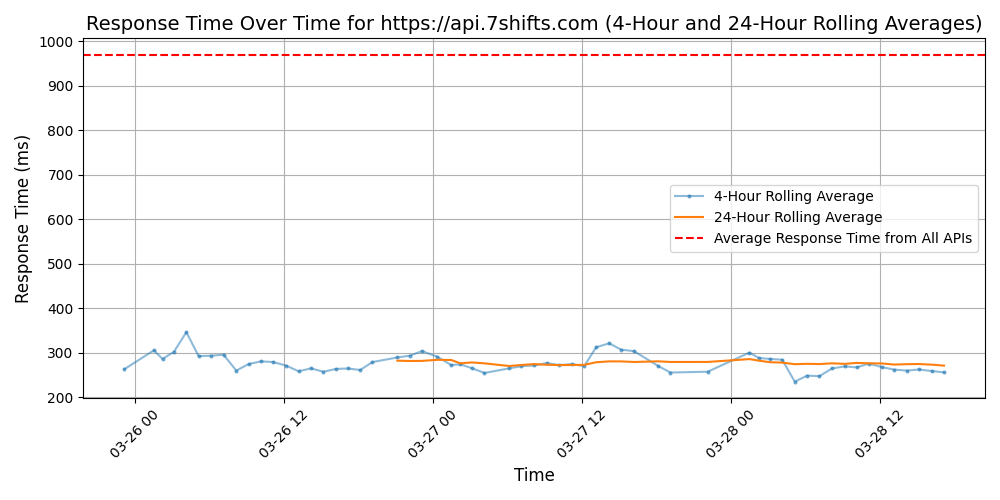 Response Time Over Time for https://api.7shifts.com (4-Hour and 24-Hour Rolling Averages)
Response Time (ms)
1000
900
800
700
600
500
400
300
200
4-Hour Rolling Average
24-Hour Rolling Average
Average Response Time from All APIs
03-26 00
03-26 12
03-27 00
03-27 12
03-28 00
03-28 12
Time